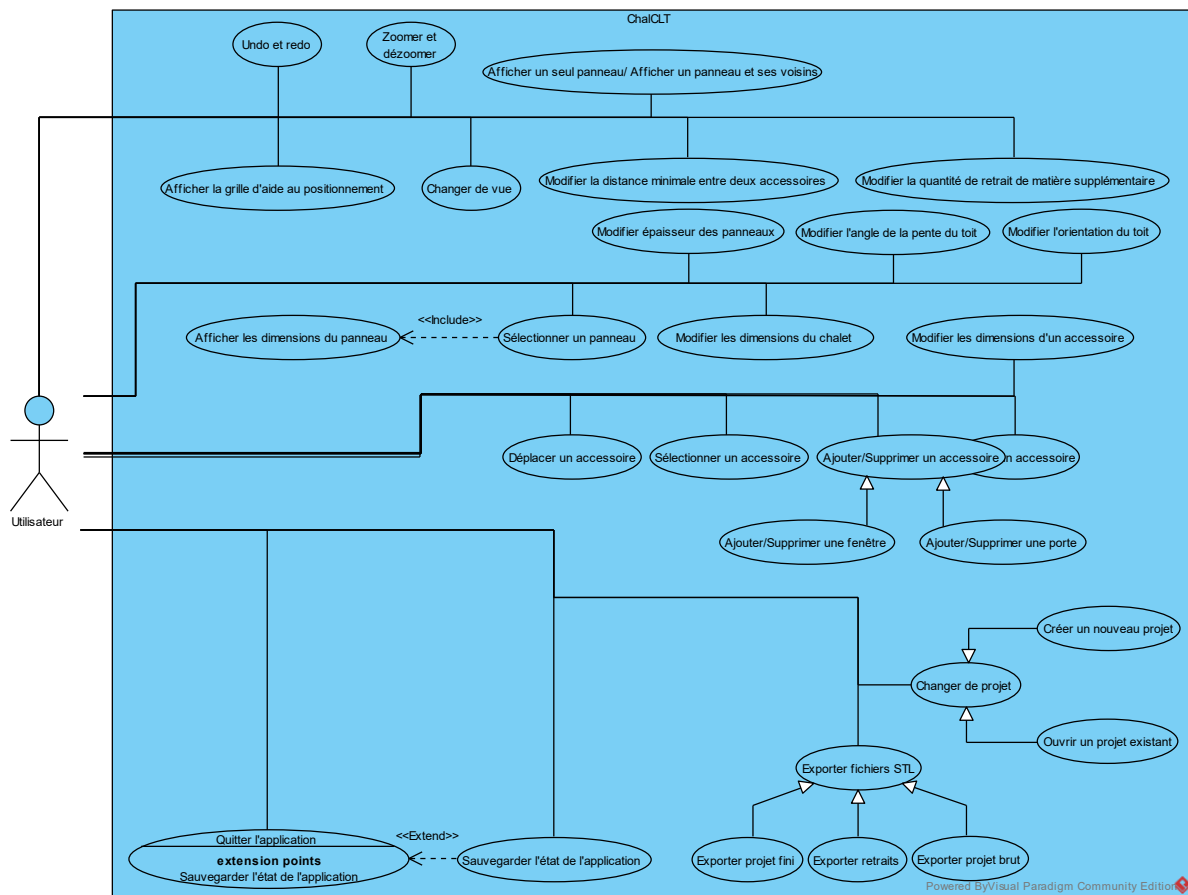 ChalCLT
Undo et redo
Zoomer et
dézoomer
Afficher un seul panneau/ Afficher un panneau et ses voisins
Afficher la grille d'aide au positionnement
Changer de vue
Modifier la distance minimale entre deux accessoires
Modifier la quantité de retrait de matière supplémentaire
Modifier épaisseur des panneaux
Modifier l'angle de la pente du toit
Modifier l'orientation du toit
<<Include>>
Afficher les dimensions du panneau
Sélectionner un panneau
Modifier les dimensions du chalet
Modifier les dimensions d'un accessoire
Déplacer un accessoire
Sélectionner un accessoire
Ajouter/Supprimer un accessoire
accessoire
Utilisateur
Ajouter/Supprimer une fenêtre
Ajouter/Supprimer une porte
Créer un nouveau projet
Changer de projet
Ouvrir un projet existant
Exporter fichiers STL
<<Extend>>
Quitter l'application
extension points
Sauvegarder l'état de l'application
Sauvegarder l'état de l'application
Exporter projet fini
Exporter retraits
Exporter projet brut
Powered ByVisual Paradigm Community Edition